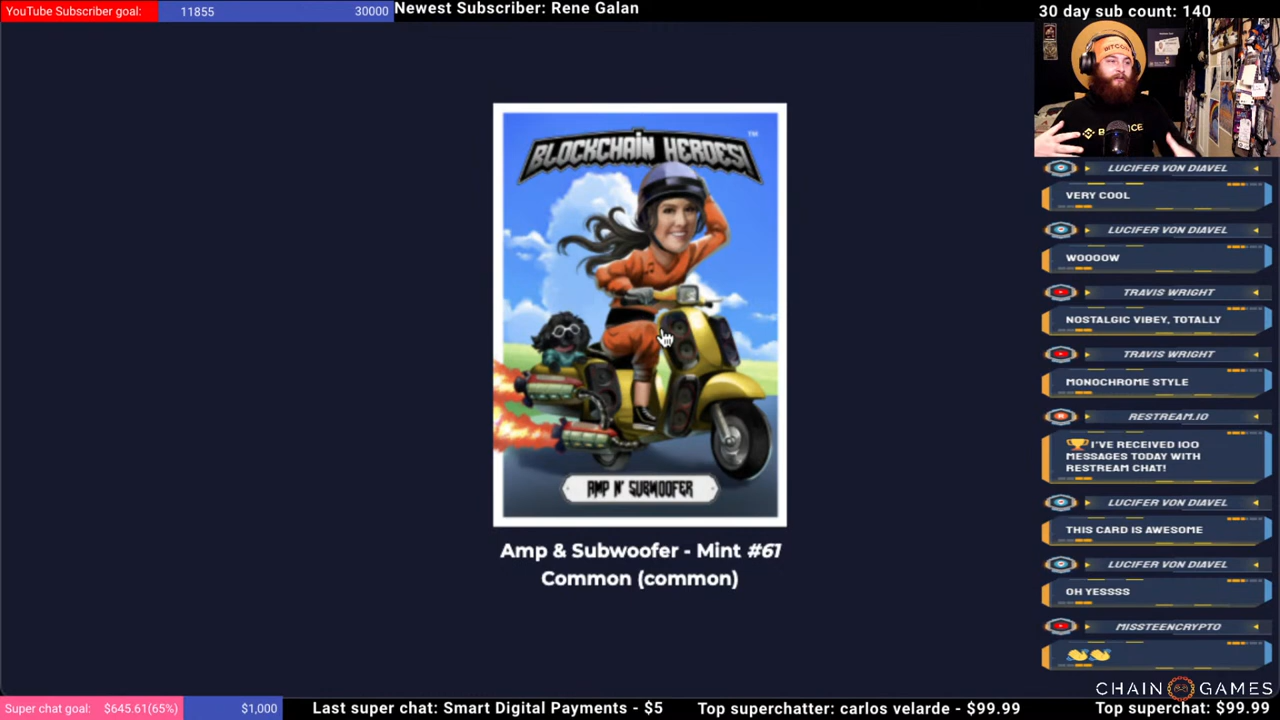 YouTube Subscriber goal:
11855
30000
Newest Subscriber: Rene Galan
30 day sub count: 140
BLOCKCHAIN HEROES!
™
AMP N' SUBWOOFER
Amp & Subwoofer - Mint #61
Common (common)
LUCIFER VON DIAVEL
VERY COOL
LUCIFER VON DIAVEL
WOOOOW
TRAVIS WRIGHT
NOSTALGIC VIBEY, TOTALLY
TRAVIS WRIGHT
MONOCHROME STYLE
RESTREAM.IO
🏆 I'VE RECEIVED 100
MESSAGES TODAY WITH
RESTREAM CHAT!
LUCIFER VON DIAVEL
THIS CARD IS AWESOME
LUCIFER VON DIAVEL
OH YESSSS
MISSTEENCRYPTO
CHAIN GAMES
Super chat goal:
$645.61(65%)
$1,000
Last super chat: Smart Digital Payments - $5
Top superchatter: carlos velarde - $99.99
Top superchat: $99.99